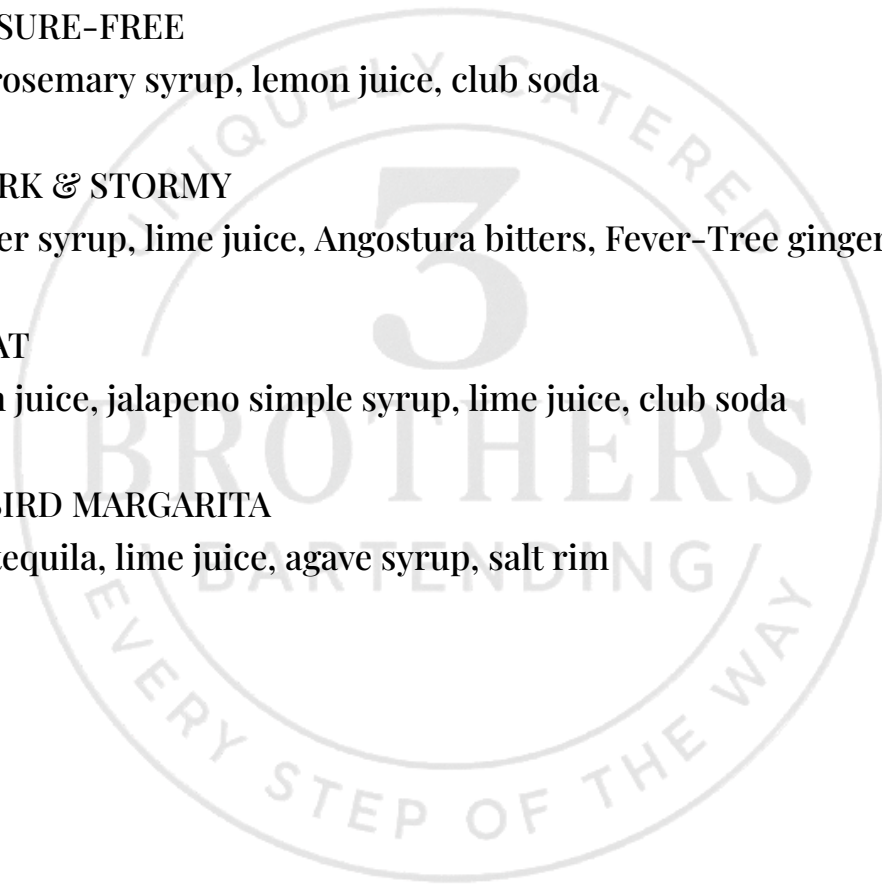 SURE-FREE
rosemary syrup, lemon juice, club soda
RK & STORMY
er syrup, lime juice, Angostura bitters, Fever-Tree ginger
AT
juice, jalapeno simple syrup, lime juice, club soda
BIRD MARGARITA
tequila, lime juice, agave syrup, salt rim
UNIQUELY CATERED
3
BROTHERS
BARTENDING
EVERY STEP OF THE WAY